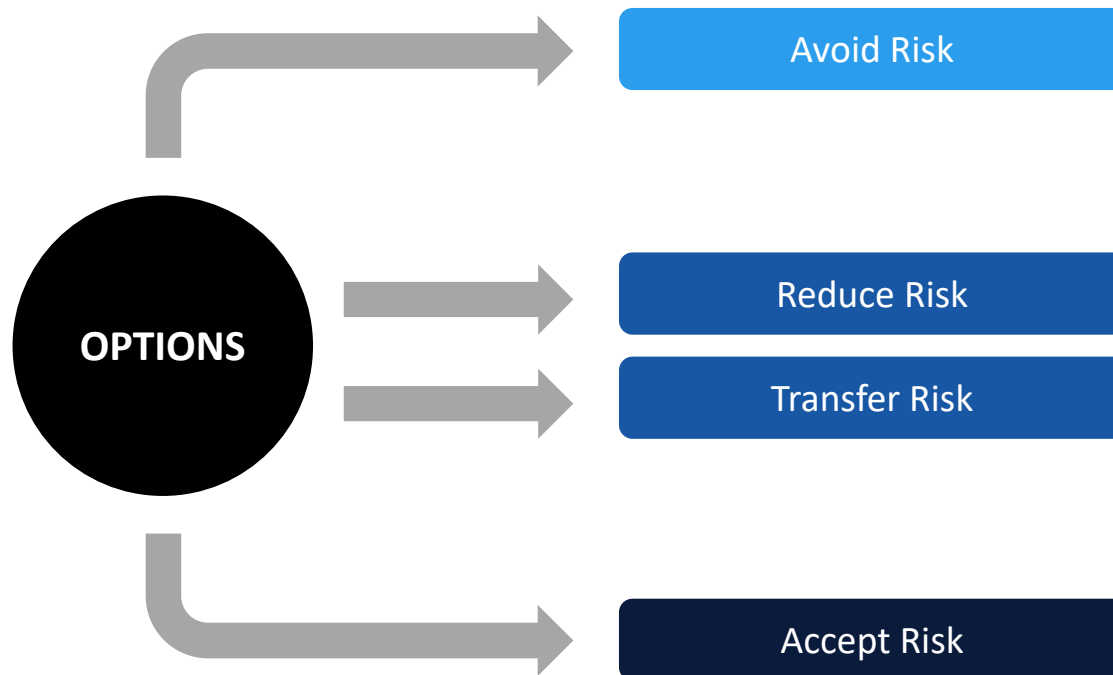 Avoid Risk
OPTIONS
Reduce Risk
Transfer Risk
Accept Risk